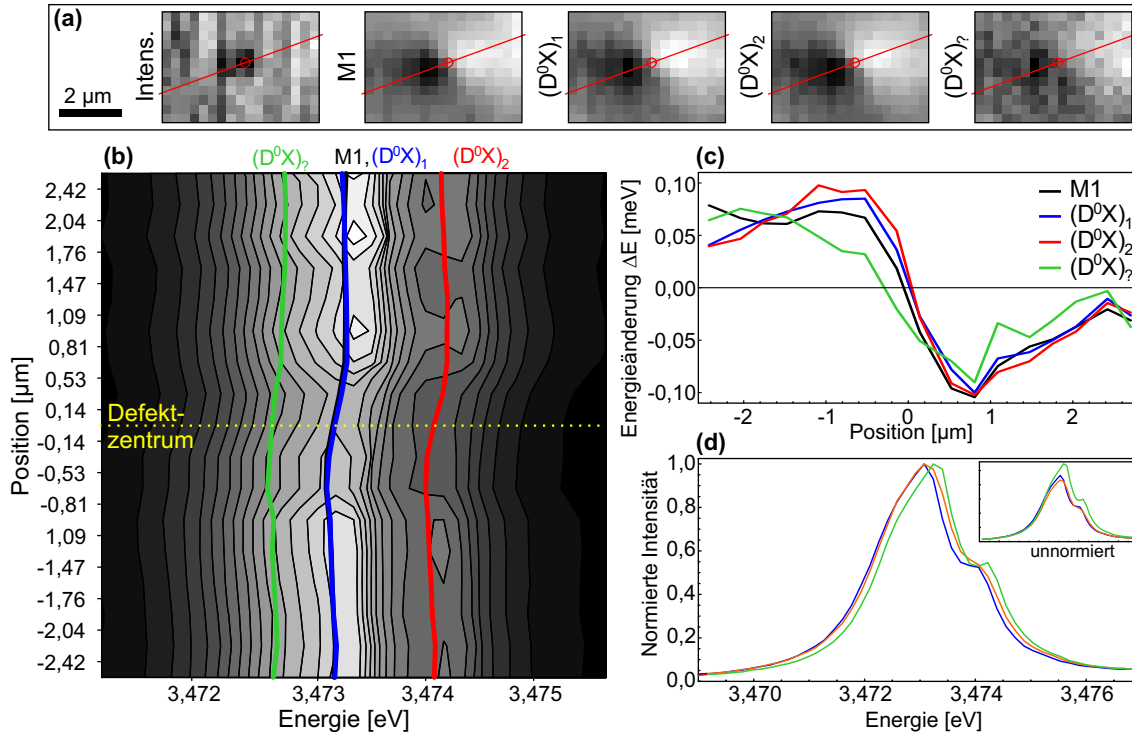 (a)
2 µm
Intens.
M1
(D⁰X)₁
(D⁰X)₂
(D⁰X)?
(b)
(D⁰X)?
M1,(D⁰X)₁
(D⁰X)₂
Position [µm]
2,42
2,04
1,76
1,47
1,09
0,81
0,53
0,14
-0,14
-0,53
-0,81
1,09
-1,47
-1,76
-2,04
-2,42
Defekt-
zentrum
3,472
3,473
3,474
3,475
Energie [eV]
(c)
Energieänderung ΔE [meV]
0,10
0,05
0,00
-0,05
-0,10
M1
(D⁰X)₁
(D⁰X)₂
(D⁰X)?
-2
-1
0
1
2
Position [µm]
(d)
Normierte Intensität
1,0
0,8
0,6
0,4
0,2
0,0
unnormiert
3,470
3,472
3,474
3,476
Energie [eV]